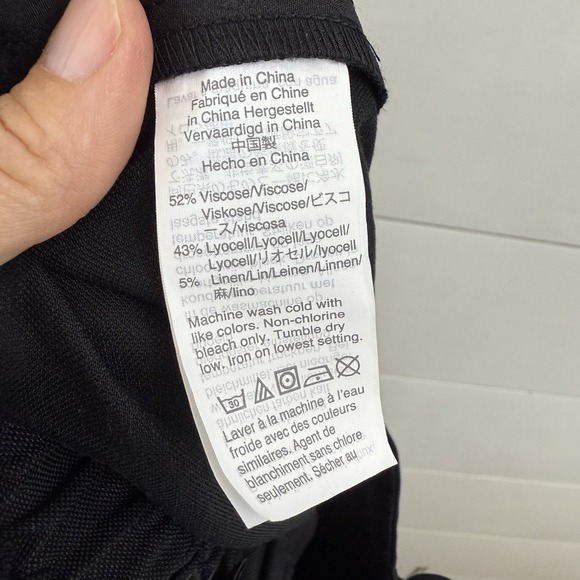 Made in China
Fabriqué en Chine
in China Hergestellt
Vervaardigd in China
中国製
Hecho en China
52% Viscose/Viscose/
Viskose/Viscose/ビスコ
ース/viscosa
43% Lyocell/Lyocell/Lyocell/
Lyocell/リオセル/lyocell
5% Linen/Lin/Leinen/Linnen/
麻/lino
Machine wash cold with
like colors. Non-chlorine
bleach only. Tumble dry
low. Iron on lowest setting.
30
Laver à la machine à l'eau
froide avec des couleurs
similaires. Agent de
blanchiment sans chlore
seulement. Sécher au